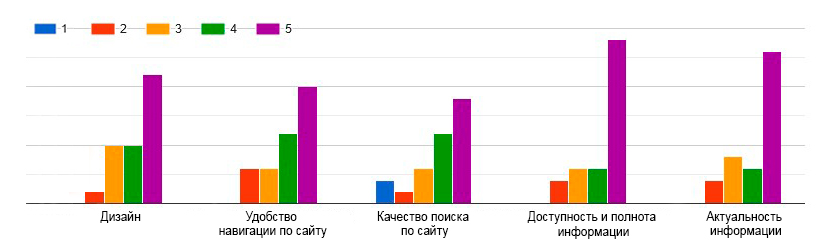 1 2 3 4 5
Дизайн
Удобство
навигации по сайту
Качество поиска
по сайту
Доступность и полнота
информации
Актуальность
информации